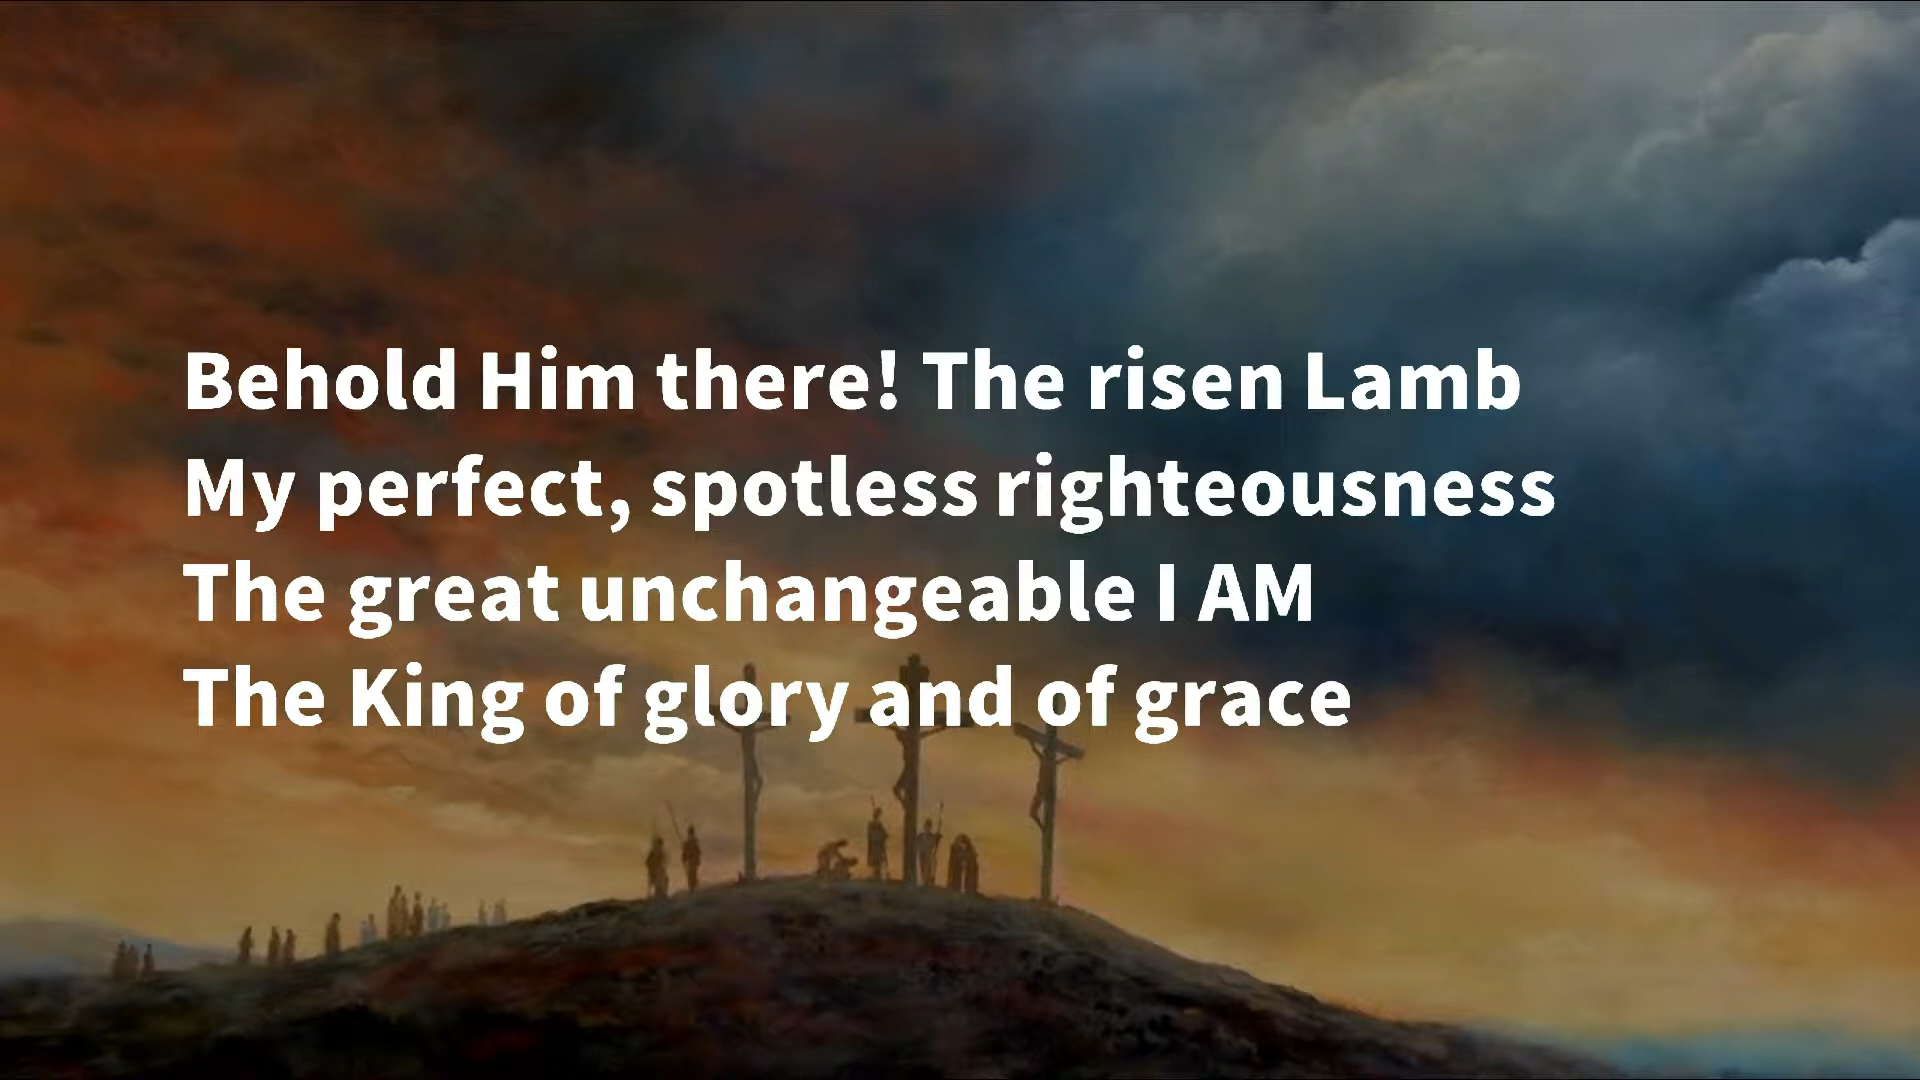 Behold Him there! The risen Lamb
My perfect, spotless righteousness
The great unchangeable I AM
The King of glory and of grace